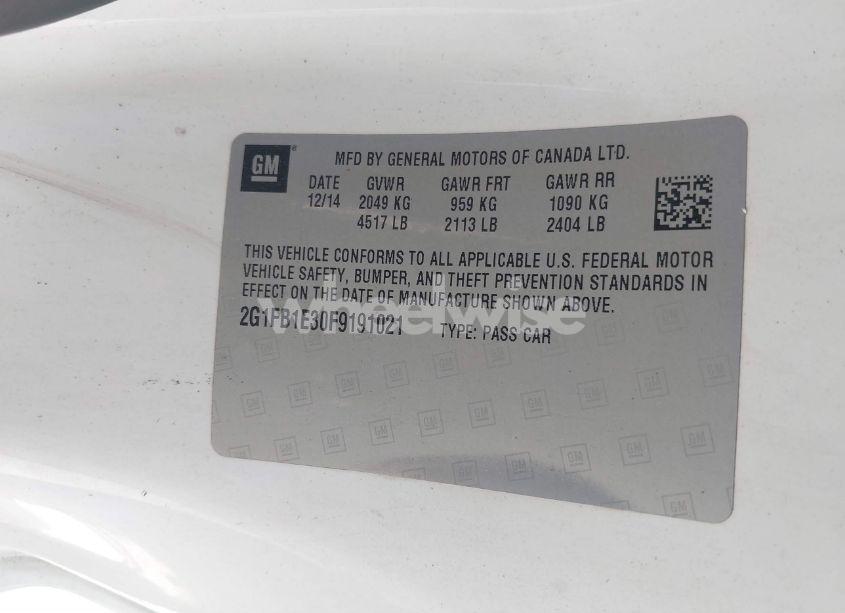 GM
MFD BY GENERAL MOTORS OF CANADA LTD.
DATE GVWR GAWR FRT GAWR RR
12/14 2049 KG 959 KG 1090 KG
4517 LB 2113 LB 2404 LB
THIS VEHICLE CONFORMS TO ALL APPLICABLE U.S. FEDERAL MOTOR
VEHICLE SAFETY, BUMPER, AND THEFT PREVENTION STANDARDS IN
EFFECT ON THE DATE OF MANUFACTURE SHOWN ABOVE.
2G1FB1E30F9191021 TYPE: PASS CAR
Wheelwise